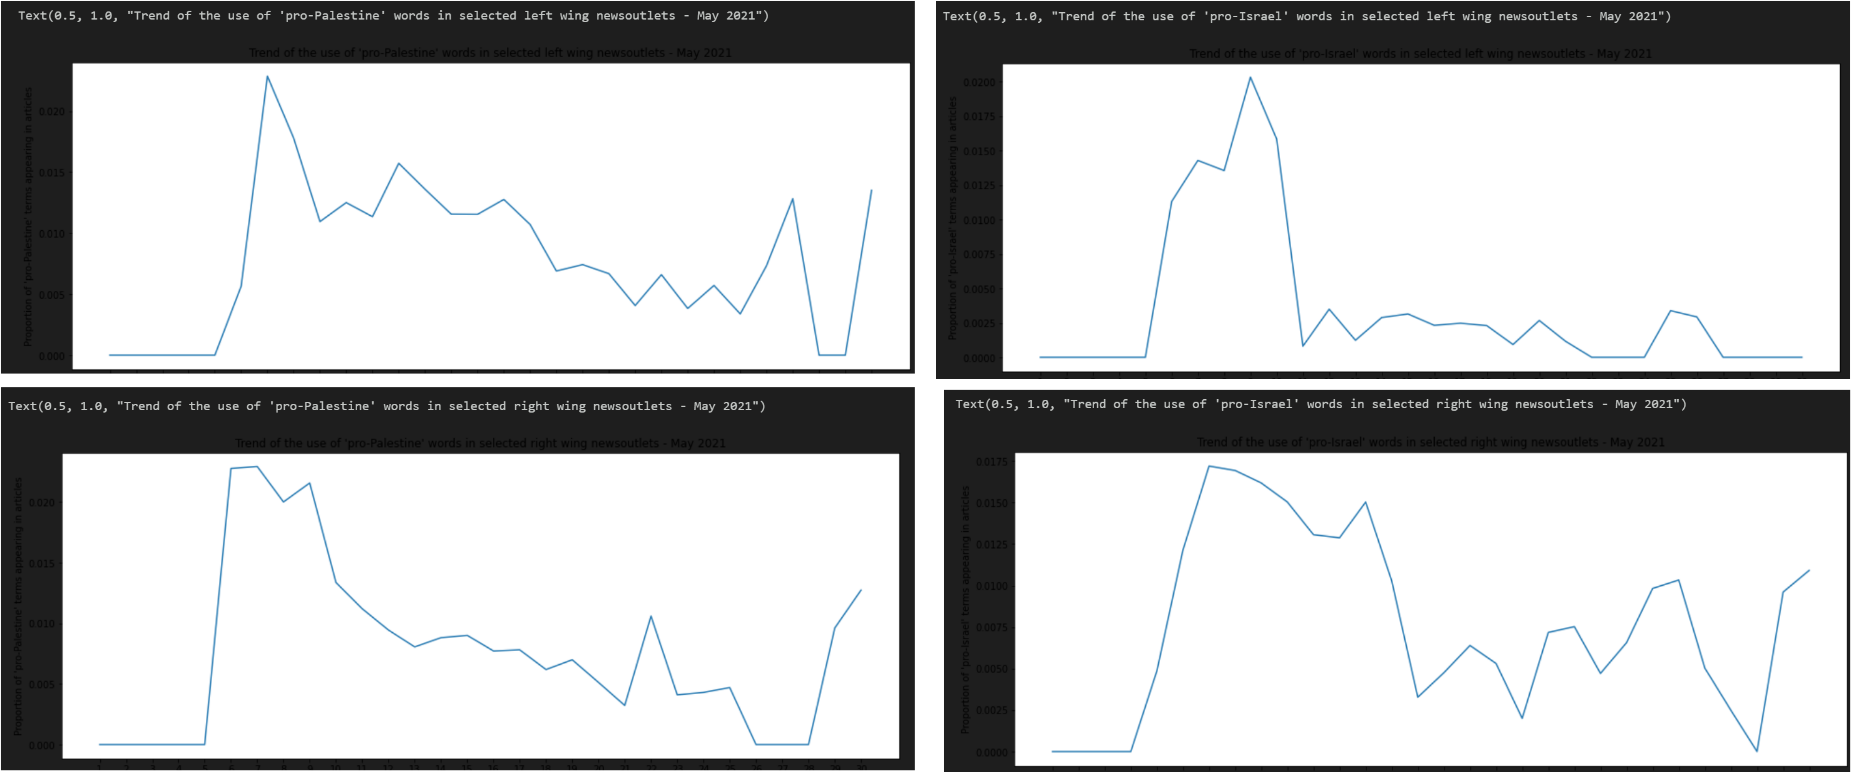 Text(0.5, 1.0, "Trend of the use of 'pro-Palestine' words in selected left wing newsoutlets - May 2021")
Trend of the use of 'pro-Palestine' words in selected left wing newsoutlets - May 2021
Proportion of 'pro-Palestine' terms appearing in articles
0.020
0.015
0.010
0.005
0.000
Text(0.5, 1.0, "Trend of the use of 'pro-Israel' words in selected left wing newsoutlets - May 2021")
Trend of the use of 'pro-Israel' words in selected left wing newsoutlets - May 2021
Proportion of 'pro-Israel' terms appearing in articles
0.0200
0.0175
0.0150
0.0125
0.0100
0.0075
0.0050
0.0025
0.0000
Text(0.5, 1.0, "Trend of the use of 'pro-Palestine' words in selected right wing newsoutlets - May 2021")
Trend of the use of 'pro-Palestine' words in selected right wing newsoutlets - May 2021
Proportion of 'pro-Palestine' terms appearing in articles
0.020
0.015
0.010
0.005
0.000
Text(0.5, 1.0, "Trend of the use of 'pro-Israel' words in selected right wing newsoutlets - May 2021")
Trend of the use of 'pro-Israel' words in selected right wing newsoutlets - May 2021
Proportion of 'pro-Israel' terms appearing in articles
0.0175
0.0150
0.0125
0.0100
0.0075
0.0050
0.0025
0.0000